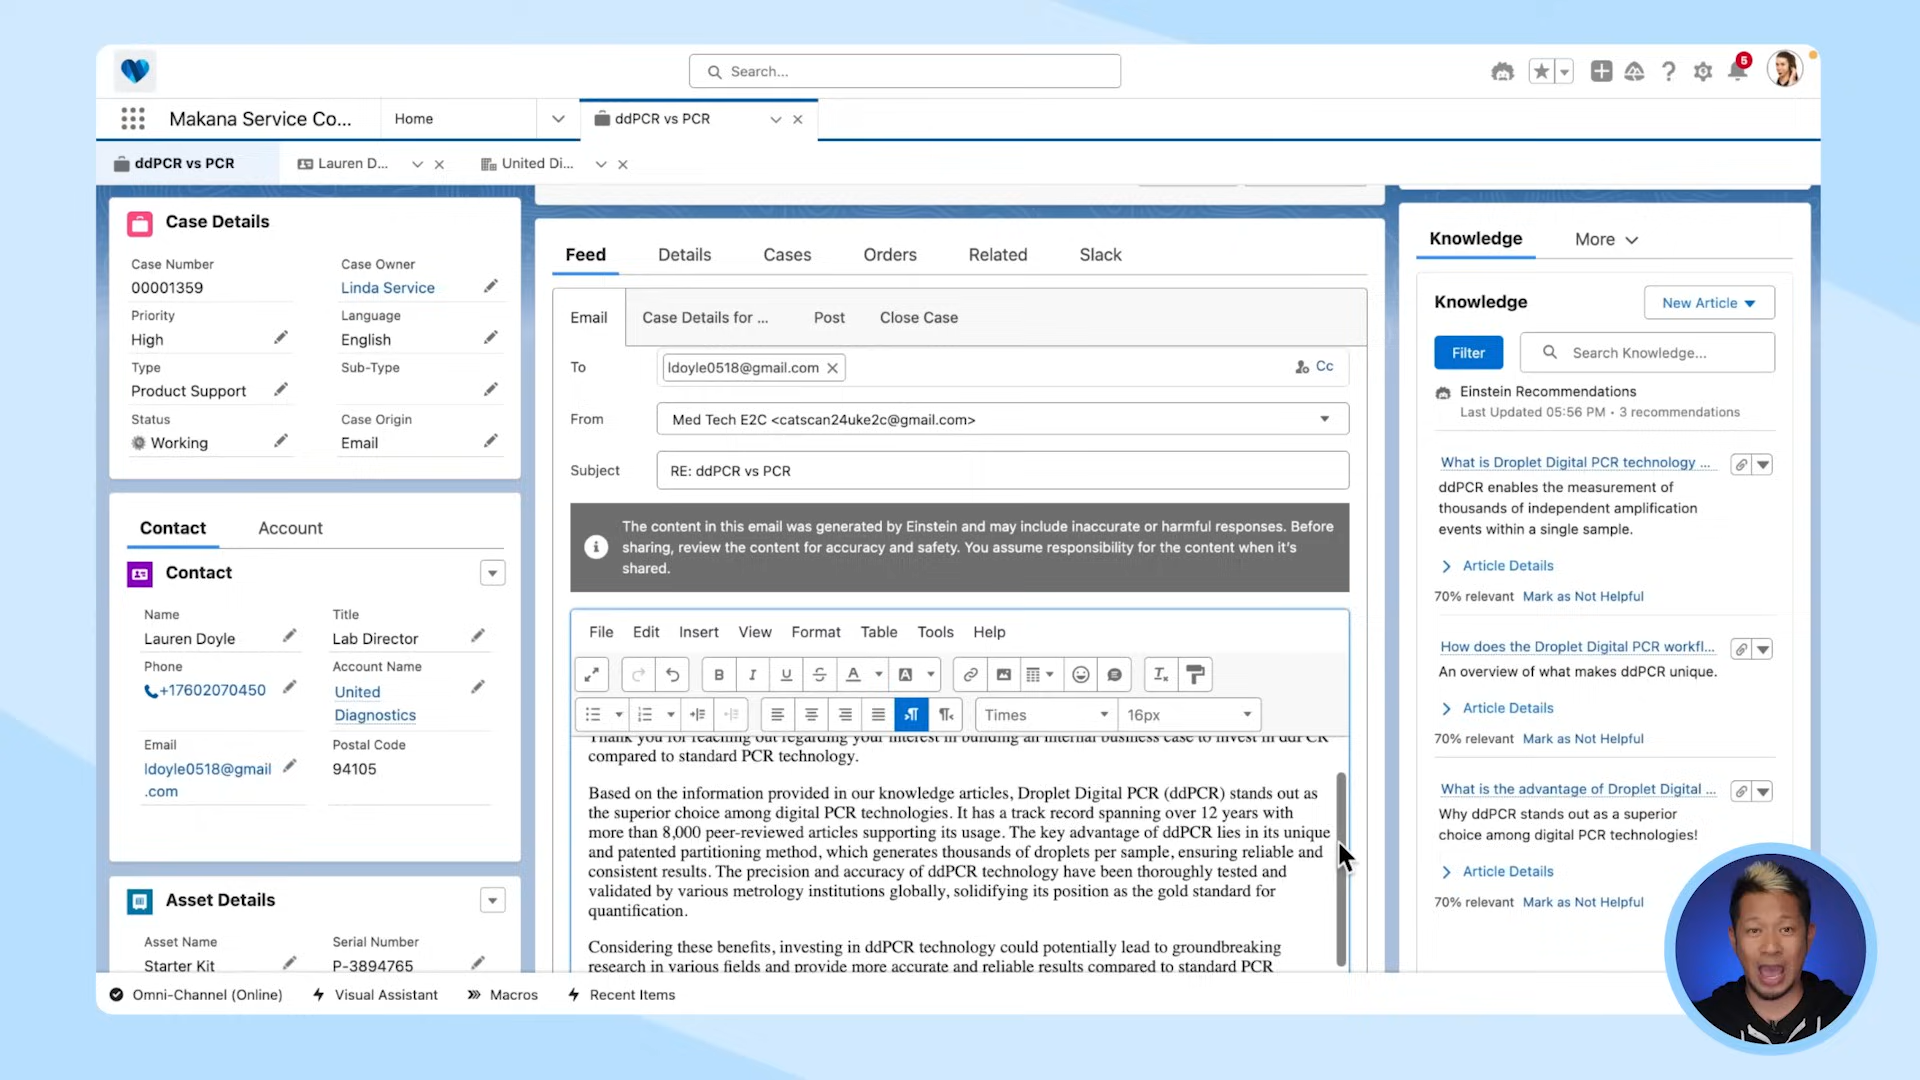 Search...
5
Makana Service Co...
Home
ddPCR vs PCR
ddPCR vs PCR
Lauren D...
United Di...
Case Details
Case Number
00001359
Case Owner
Linda Service
Priority
High
Language
English
Type
Product Support
Sub-Type
Status
Working
Case Origin
Email
Contact
Account
Contact
Name
Lauren Doyle
Title
Lab Director
Phone
+17602070450
Account Name
United
Diagnostics
Email
ldoyle0518@gmail
.com
Postal Code
94105
Asset Details
Asset Name
Starter Kit
Serial Number
P-3894765
Feed
Details
Cases
Orders
Related
Slack
Email
Case Details for ...
Post
Close Case
To
ldoyle0518@gmail.com
Cc
From
Med Tech E2C <catscan24uke2c@gmail.com>
Subject
RE: ddPCR vs PCR
The content in this email was generated by Einstein and may include inaccurate or harmful responses. Before
sharing, review the content for accuracy and safety. You assume responsibility for the content when it's
shared.
File
Edit
Insert
View
Format
Table
Tools
Help
Times
16px
Thank you for reaching out regarding your interest in building an internal business case to invest in ddPCR
compared to standard PCR technology.
Based on the information provided in our knowledge articles, Droplet Digital PCR (ddPCR) stands out as
the superior choice among digital PCR technologies. It has a track record spanning over 12 years with
more than 8,000 peer-reviewed articles supporting its usage. The key advantage of ddPCR lies in its unique
and patented partitioning method, which generates thousands of droplets per sample, ensuring reliable and
consistent results. The precision and accuracy of ddPCR technology have been thoroughly tested and
validated by various metrology institutions globally, solidifying its position as the gold standard for
quantification.
Considering these benefits, investing in ddPCR technology could potentially lead to groundbreaking
research in various fields and provide more accurate and reliable results compared to standard PCR
Knowledge
More
Knowledge
New Article
Filter
Search Knowledge...
Einstein Recommendations
Last Updated 05:56 PM • 3 recommendations
What is Droplet Digital PCR technology ...
ddPCR enables the measurement of
thousands of independent amplification
events within a single sample.
Article Details
70% relevant Mark as Not Helpful
How does the Droplet Digital PCR workfl...
An overview of what makes ddPCR unique.
Article Details
70% relevant Mark as Not Helpful
What is the advantage of Droplet Digital ...
Why ddPCR stands out as a superior
choice among digital PCR technologies!
Article Details
70% relevant Mark as Not Helpful
Omni-Channel (Online)
Visual Assistant
Macros
Recent Items